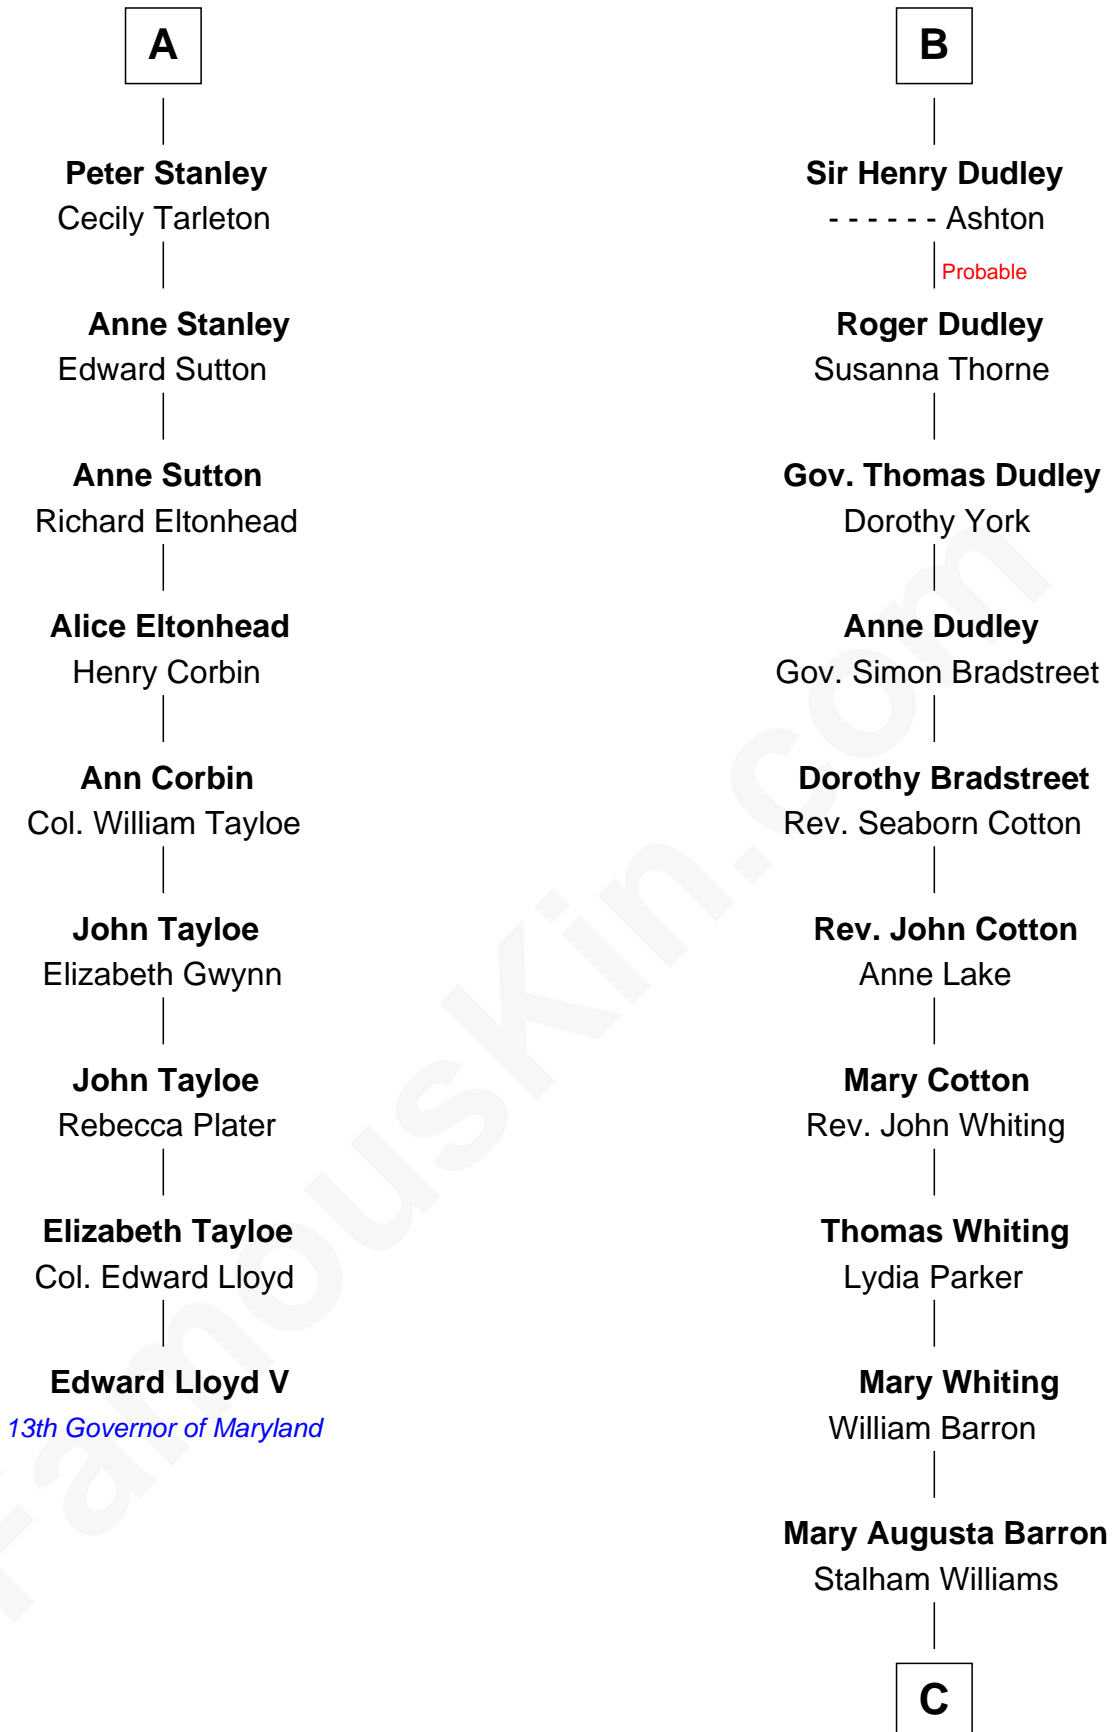 A
Peter Stanley
Cecily Tarleton
Anne Stanley
Edward Sutton
Anne Sutton
Richard Eltonhead
Alice Eltonhead
Henry Corbin
Ann Corbin
Col. William Tayloe
John Tayloe
Elizabeth Gwynn
John Tayloe
Rebecca Plater
Elizabeth Tayloe
Col. Edward Lloyd
Edward Lloyd V
13th Governor of Maryland
B
Sir Henry Dudley
- - - - - - Ashton
Probable
Roger Dudley
Susanna Thorne
Gov. Thomas Dudley
Dorothy York
Anne Dudley
Gov. Simon Bradstreet
Dorothy Bradstreet
Rev. Seaborn Cotton
Rev. John Cotton
Anne Lake
Mary Cotton
Rev. John Whiting
Thomas Whiting
Lydia Parker
Mary Whiting
William Barron
Mary Augusta Barron
Stalham Williams
C
FamousKin.com